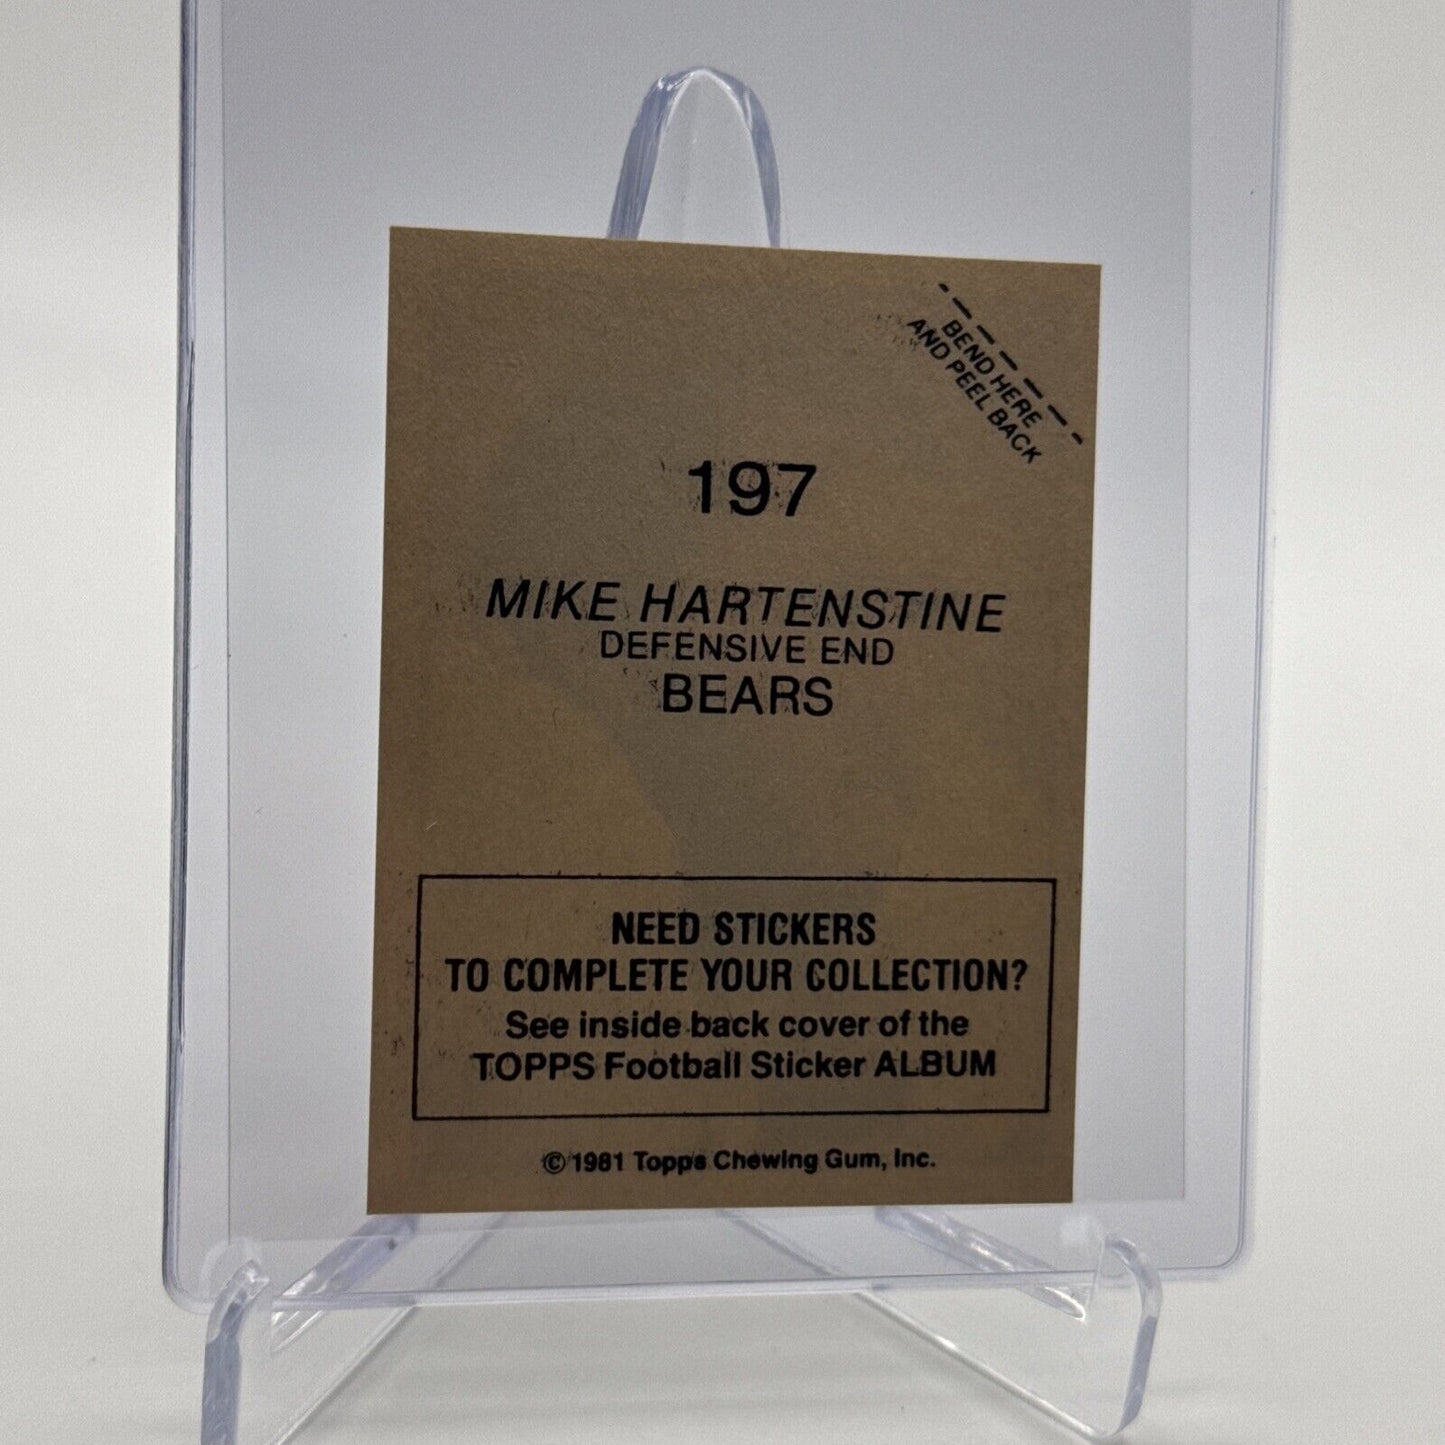 BEND HERE
AND PEEL BACK
197
MIKE HARTENSTINE
DEFENSIVE END
BEARS
NEED STICKERS
TO COMPLETE YOUR COLLECTION?
See inside back cover of the
TOPPS Football Sticker ALBUM
© 1981 Topps Chewing Gum, Inc.